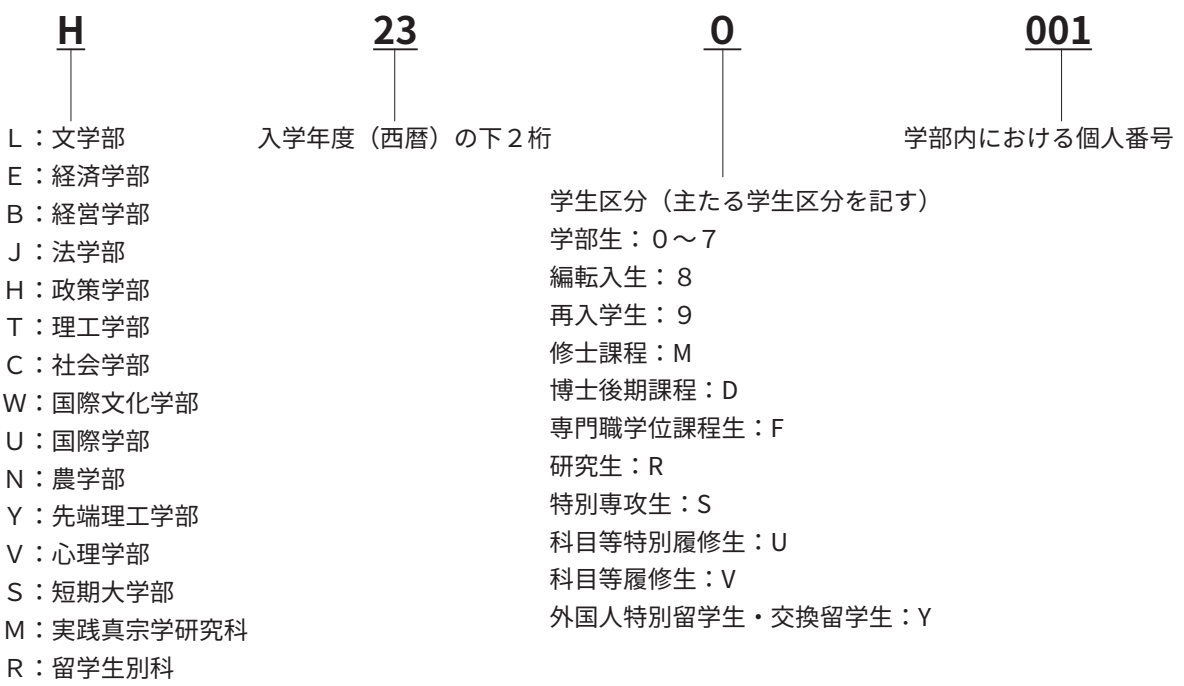 H 23 O 001
L：文学部
E：経済学部
B：経営学部
J：法学部
H：政策学部
T：理工学部
C：社会学部
W：国際文化学部
U：国際学部
N：農学部
Y：先端理工学部
V：心理学部
S：短期大学部
M：実践真宗学研究科
R：留学生別科
入学年度（西暦）の下２桁
学生区分（主たる学生区分を記す）
学部生：０～７
編転入生：８
再入学生：９
修士課程：M
博士後期課程：D
専門職学位課程生：F
研究生：R
特別専攻生：S
科目等特別履修生：U
科目等履修生：V
外国人特別留学生・交換留学生：Y
学部内における個人番号